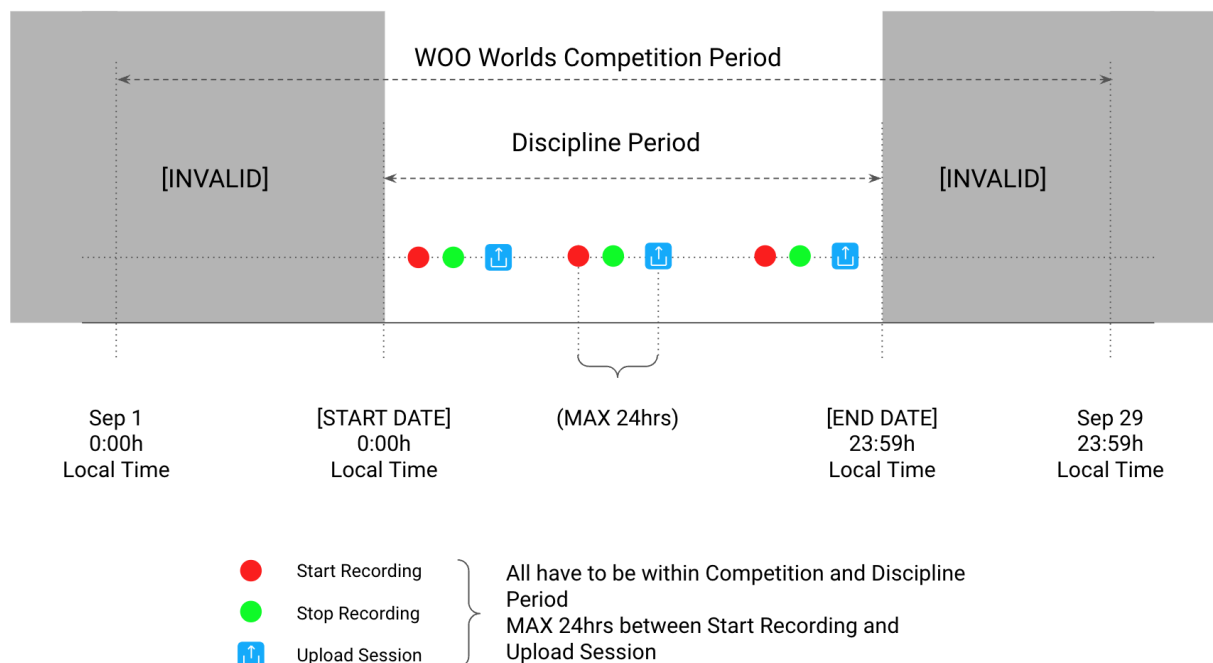 WOO Worlds Competition Period
Discipline Period
[INVALID]
[INVALID]
Sep 1
0:00h
Local Time
[START DATE]
0:00h
Local Time
(MAX 24hrs)
[END DATE]
23:59h
Local Time
Sep 29
23:59h
Local Time
Start Recording
Stop Recording
Upload Session
All have to be within Competition and Discipline
Period
MAX 24hrs between Start Recording and
Upload Session